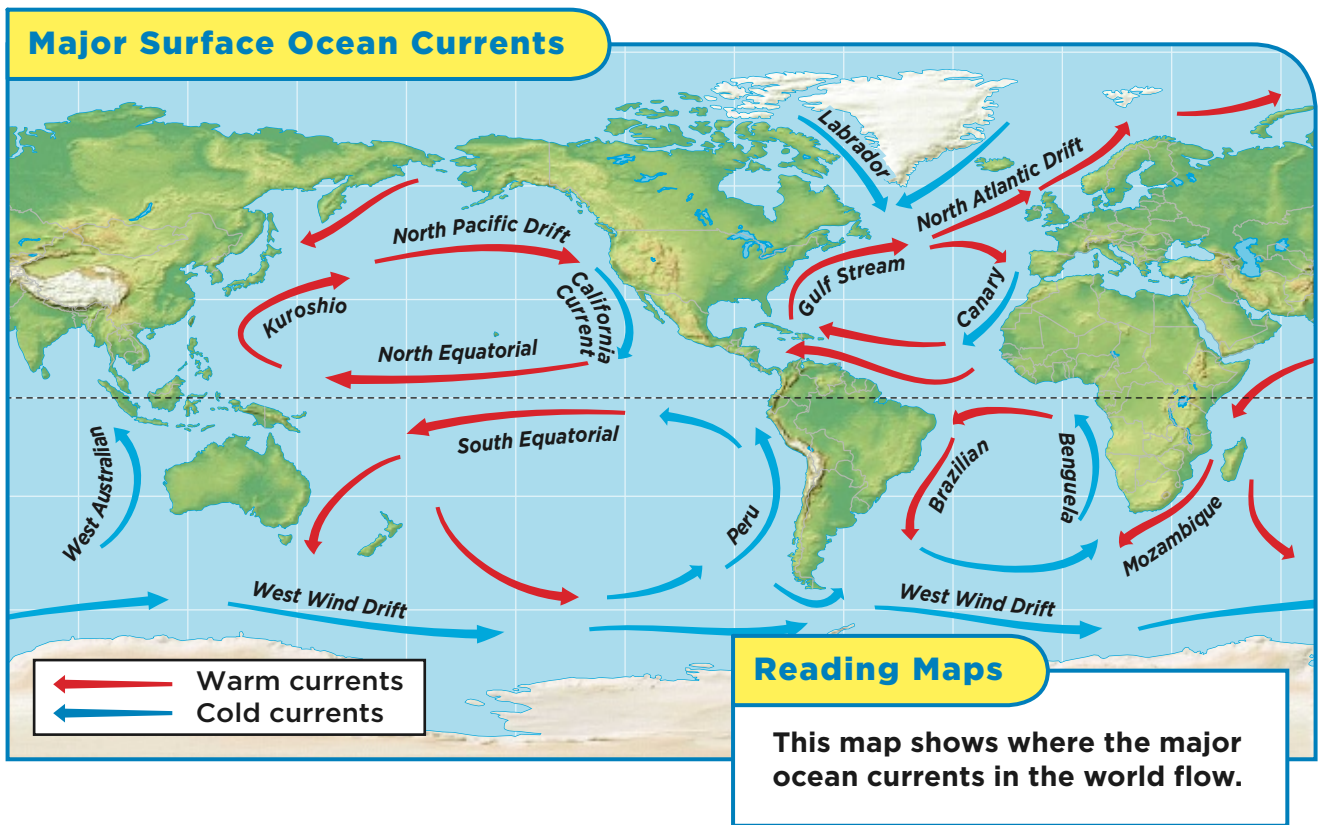 Major Surface Ocean Currents
Labrador
North Atlantic Drift
North Pacific Drift
Gulf Stream
California
Current
Canary
Kuroshio
North Equatorial
South Equatorial
West Australian
Brazilian
Benguela
Peru
Mozambique
West Wind Drift
West Wind Drift
Warm currents
Cold currents
Reading Maps
This map shows where the major
ocean currents in the world flow.